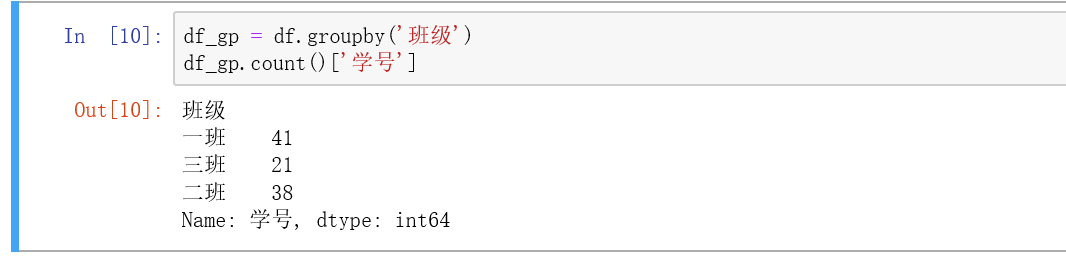 In [10]: df_gp = df.groupby('班级')
df_gp.count()['学号']
Out[10]: 班级
一班 41
三班 21
二班 38
Name: 学号, dtype: int64